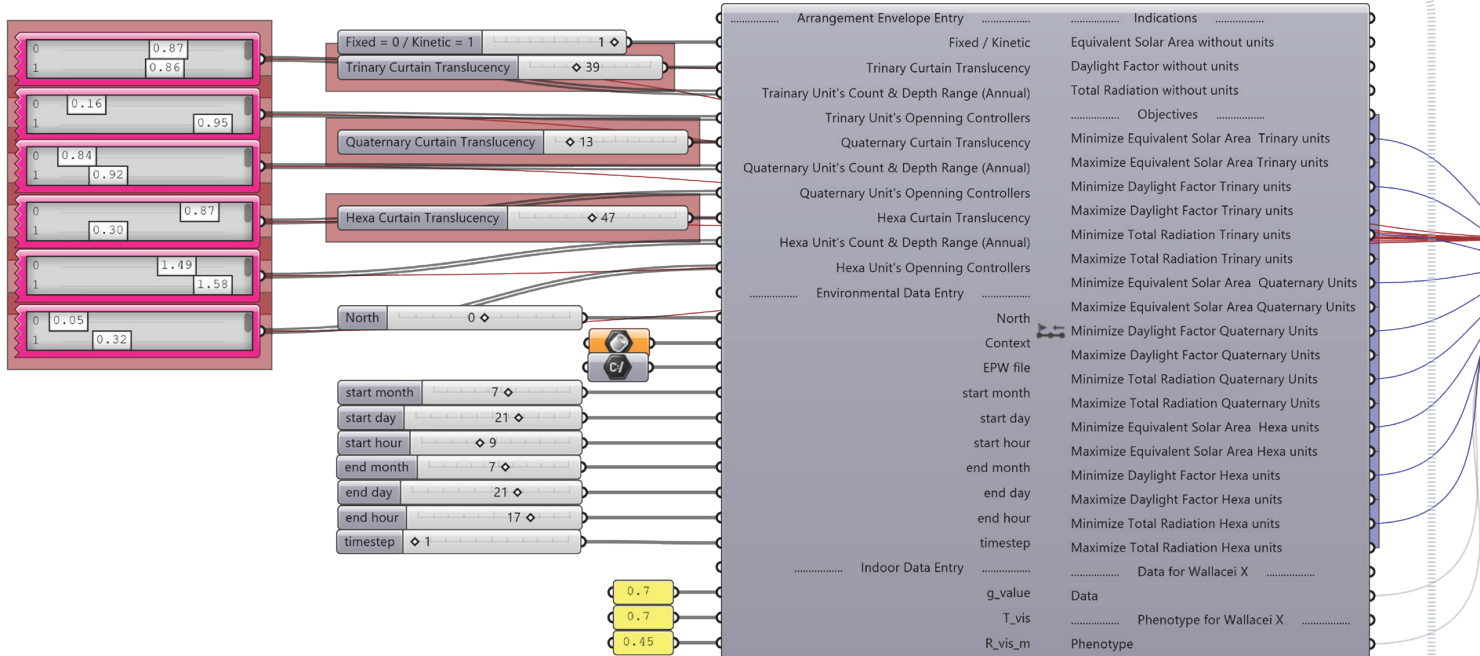 0 0.87
1 0.86
0 0.16
1 0.95
0 0.84
1 0.92
0 0.87
1 0.30
0 1.49
1 1.58
0 0.05
1 0.32
Fixed = 0 / Kinetic = 1 1
Trinary Curtain Translucency 39
Quaternary Curtain Translucency 13
Hexa Curtain Translucency 47
North 0
start month 7
start day 21
start hour 9
end month 7
end day 21
end hour 17
timestep 1
0.7
0.7
0.45
................. Arrangement Envelope Entry .................
Fixed / Kinetic
Trinary Curtain Translucency
Trainary Unit's Count & Depth Range (Annual)
Trinary Unit's Openning Controllers
Quaternary Curtain Translucency
Quaternary Unit's Count & Depth Range (Annual)
Quaternary Unit's Openning Controllers
Hexa Curtain Translucency
Hexa Unit's Count & Depth Range (Annual)
Hexa Unit's Openning Controllers
................. Environmental Data Entry .................
North
Context
EPW file
start month
start day
start hour
end month
end day
end hour
timestep
................. Indoor Data Entry .................
g_value
T_vis
R_vis_m
................. Indications .................
Equivalent Solar Area without units
Daylight Factor without units
Total Radiation without units
................. Objectives .................
Minimize Equivalent Solar Area Trinary units
Maximize Equivalent Solar Area Trinary units
Minimize Daylight Factor Trinary units
Maximize Daylight Factor Trinary units
Minimize Total Radiation Trinary units
Maximize Total Radiation Trinary units
Minimize Equivalent Solar Area Quaternary Units
Maximize Equivalent Solar Area Quaternary Units
Minimize Daylight Factor Quaternary Units
Maximize Daylight Factor Quaternary Units
Minimize Total Radiation Quaternary Units
Maximize Total Radiation Quaternary Units
Minimize Equivalent Solar Area Hexa units
Maximize Equivalent Solar Area Hexa units
Minimize Daylight Factor Hexa units
Maximize Daylight Factor Hexa units
Minimize Total Radiation Hexa units
Maximize Total Radiation Hexa units
................. Data for Wallacei X .................
Data
................. Phenotype for Wallacei X .................
Phenotype